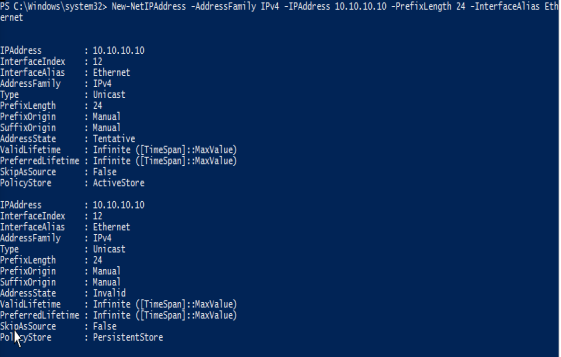 PS C:\Windows\system32> New-NetIPAddress -AddressFamily IPv4 -IPAddress 10.10.10.10 -PrefixLength 24 -InterfaceAlias Eth
ernet
IPAddress : 10.10.10.10
InterfaceIndex : 12
InterfaceAlias : Ethernet
AddressFamily : IPv4
Type : Unicast
PrefixLength : 24
PrefixOrigin : Manual
SuffixOrigin : Manual
AddressState : Tentative
ValidLifetime : Infinite ([TimeSpan]::MaxValue)
PreferredLifetime : Infinite ([TimeSpan]::MaxValue)
SkipAsSource : False
PolicyStore : ActiveStore
IPAddress : 10.10.10.10
InterfaceIndex : 12
InterfaceAlias : Ethernet
AddressFamily : IPv4
Type : Unicast
PrefixLength : 24
PrefixOrigin : Manual
SuffixOrigin : Manual
AddressState : Invalid
ValidLifetime : Infinite ([TimeSpan]::MaxValue)
PreferredLifetime : Infinite ([TimeSpan]::MaxValue)
SkipAsSource : False
PolicyStore : PersistentStore